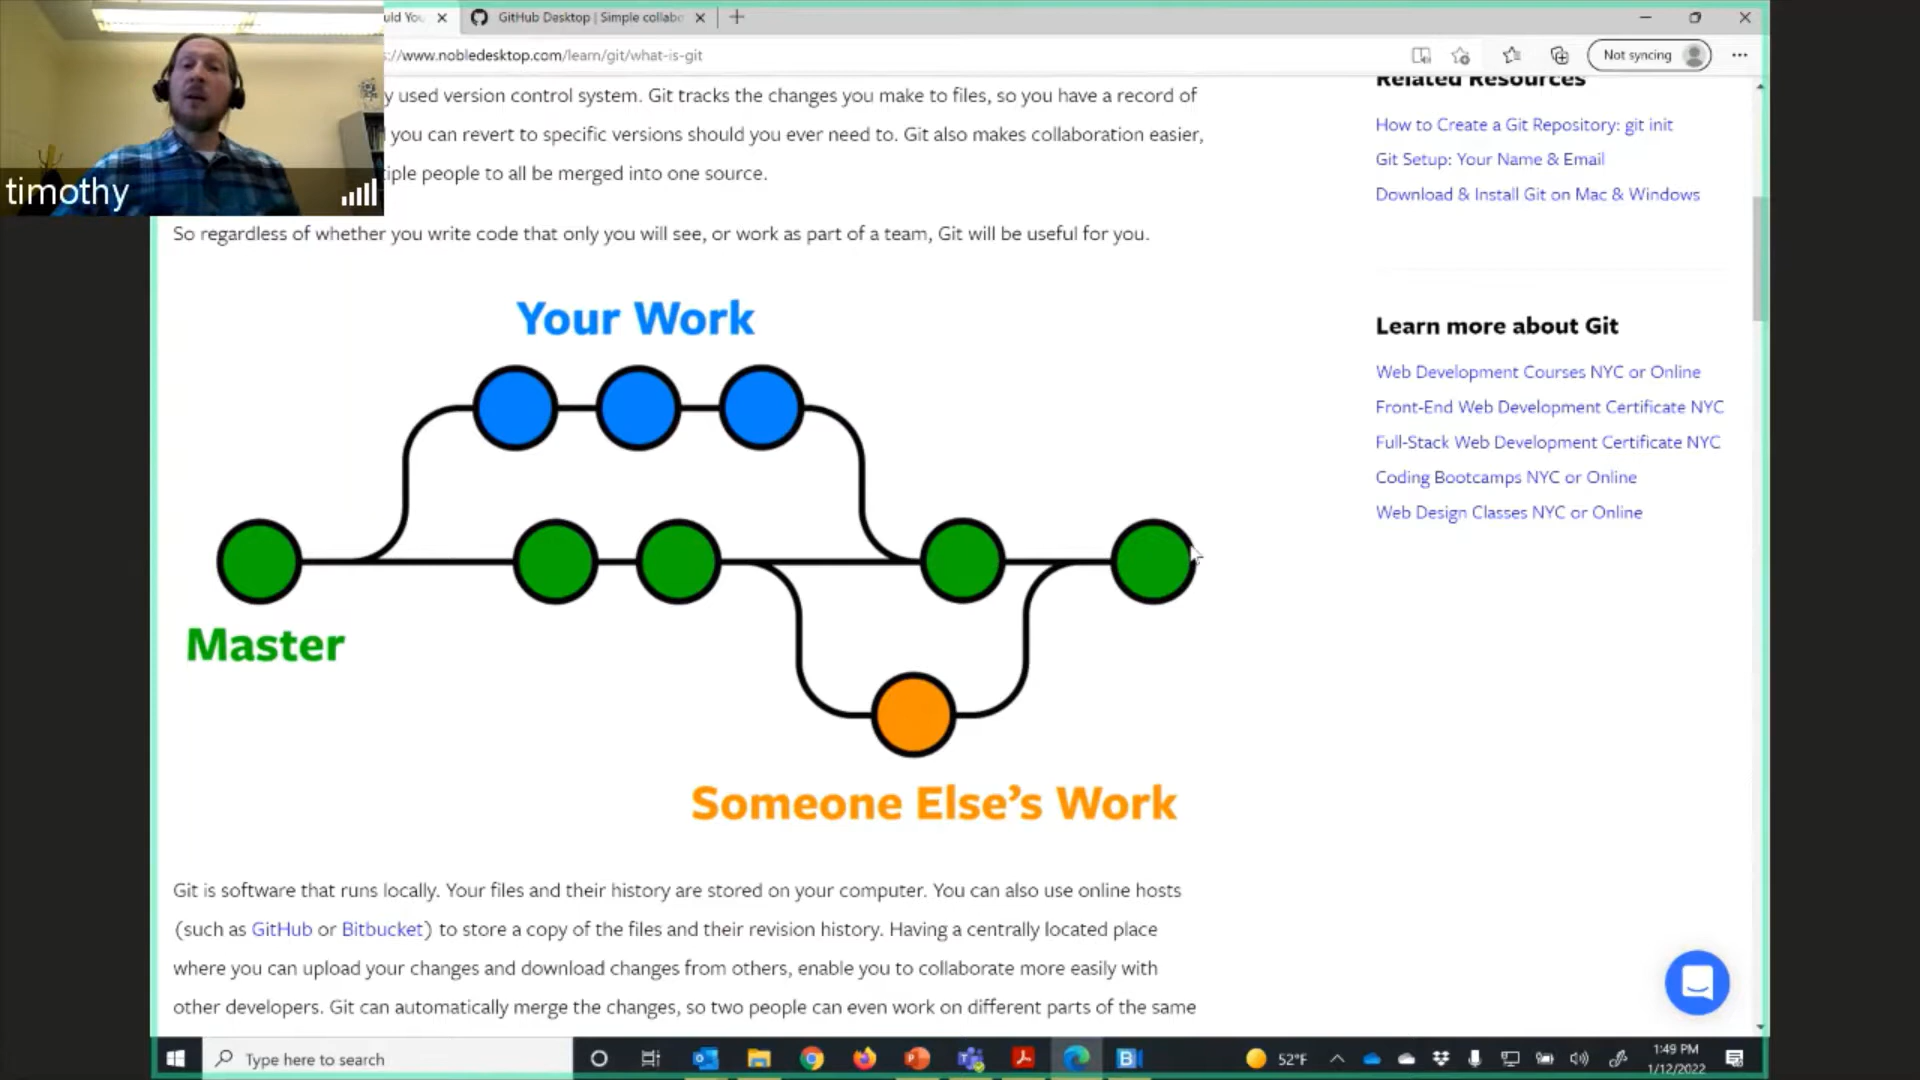 uld You
GitHub Desktop | Simple collabo
://www.nobledesktop.com/learn/git/what-is-git
Not syncing
timothy
y used version control system. Git tracks the changes you make to files, so you have a record of
you can revert to specific versions should you ever need to. Git also makes collaboration easier,
iple people to all be merged into one source.
So regardless of whether you write code that only you will see, or work as part of a team, Git will be useful for you.
Your Work
Master
Someone Else’s Work
Git is software that runs locally. Your files and their history are stored on your computer. You can also use online hosts
(such as GitHub or Bitbucket) to store a copy of the files and their revision history. Having a centrally located place
where you can upload your changes and download changes from others, enable you to collaborate more easily with
other developers. Git can automatically merge the changes, so two people can even work on different parts of the same
Related Resources
How to Create a Git Repository: git init
Git Setup: Your Name & Email
Download & Install Git on Mac & Windows
Learn more about Git
Web Development Courses NYC or Online
Front-End Web Development Certificate NYC
Full-Stack Web Development Certificate NYC
Coding Bootcamps NYC or Online
Web Design Classes NYC or Online
Type here to search
52°F
1:49 PM
1/12/2022